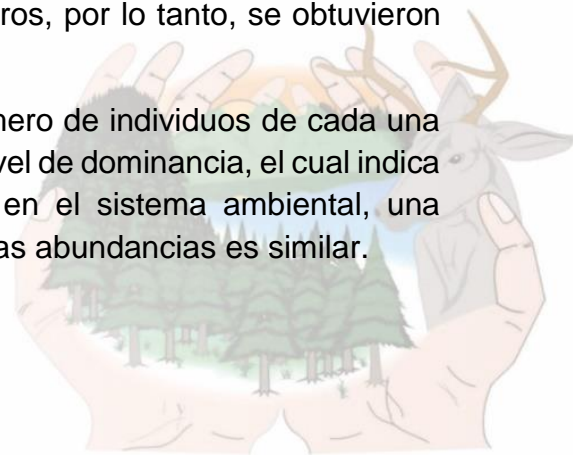 ros, por lo tanto, se obtuvieron
nero de individuos de cada una
vel de dominancia, el cual indica
en el sistema ambiental, una
as abundancias es similar.